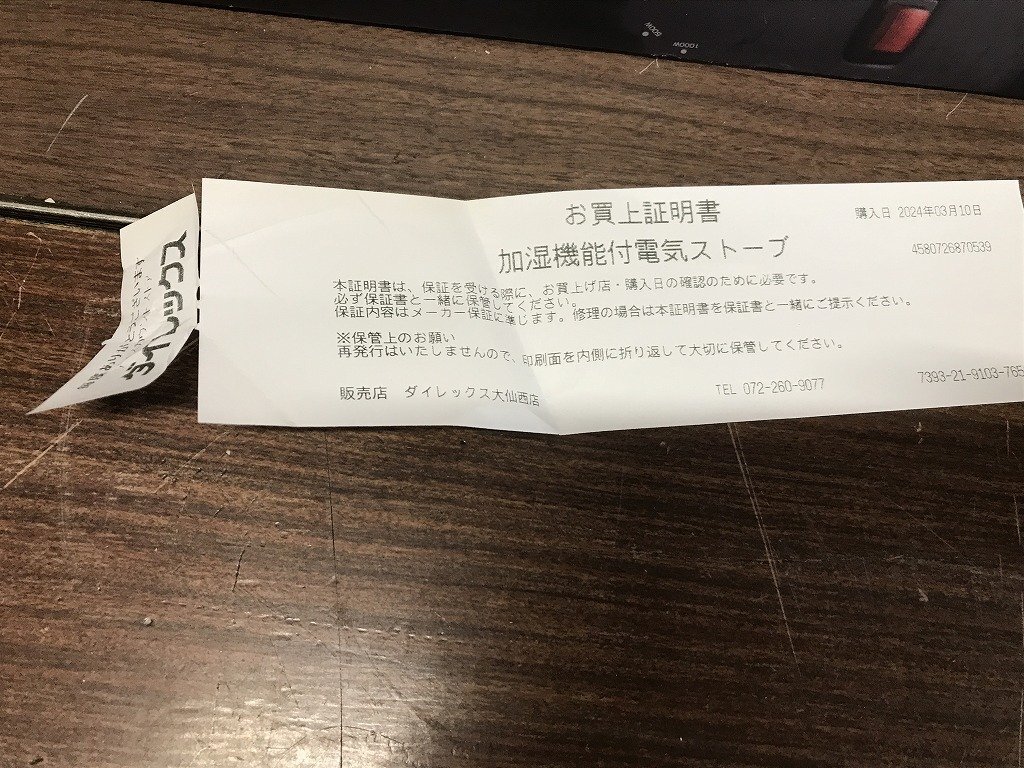 500W
1000W
お買上証明書
購入日 2024年03月10日
加湿機能付電気ストーブ
4580726870539
本証明書は、保証を受ける際に、お買上げ店・購入日の確認のために必要です。
必ず保証書と一緒に保管してください。
保証内容はメーカー保証に準じます。修理の場合は本証明書を保証書と一緒にご提示ください。
※保管上のお願い
再発行はいたしませんので、印刷面を内側に折り返して大切に保管してください。
販売店 ダイレックス大仙西店
TEL 072-260-9077
7393-21-9103-765
ダイレックス